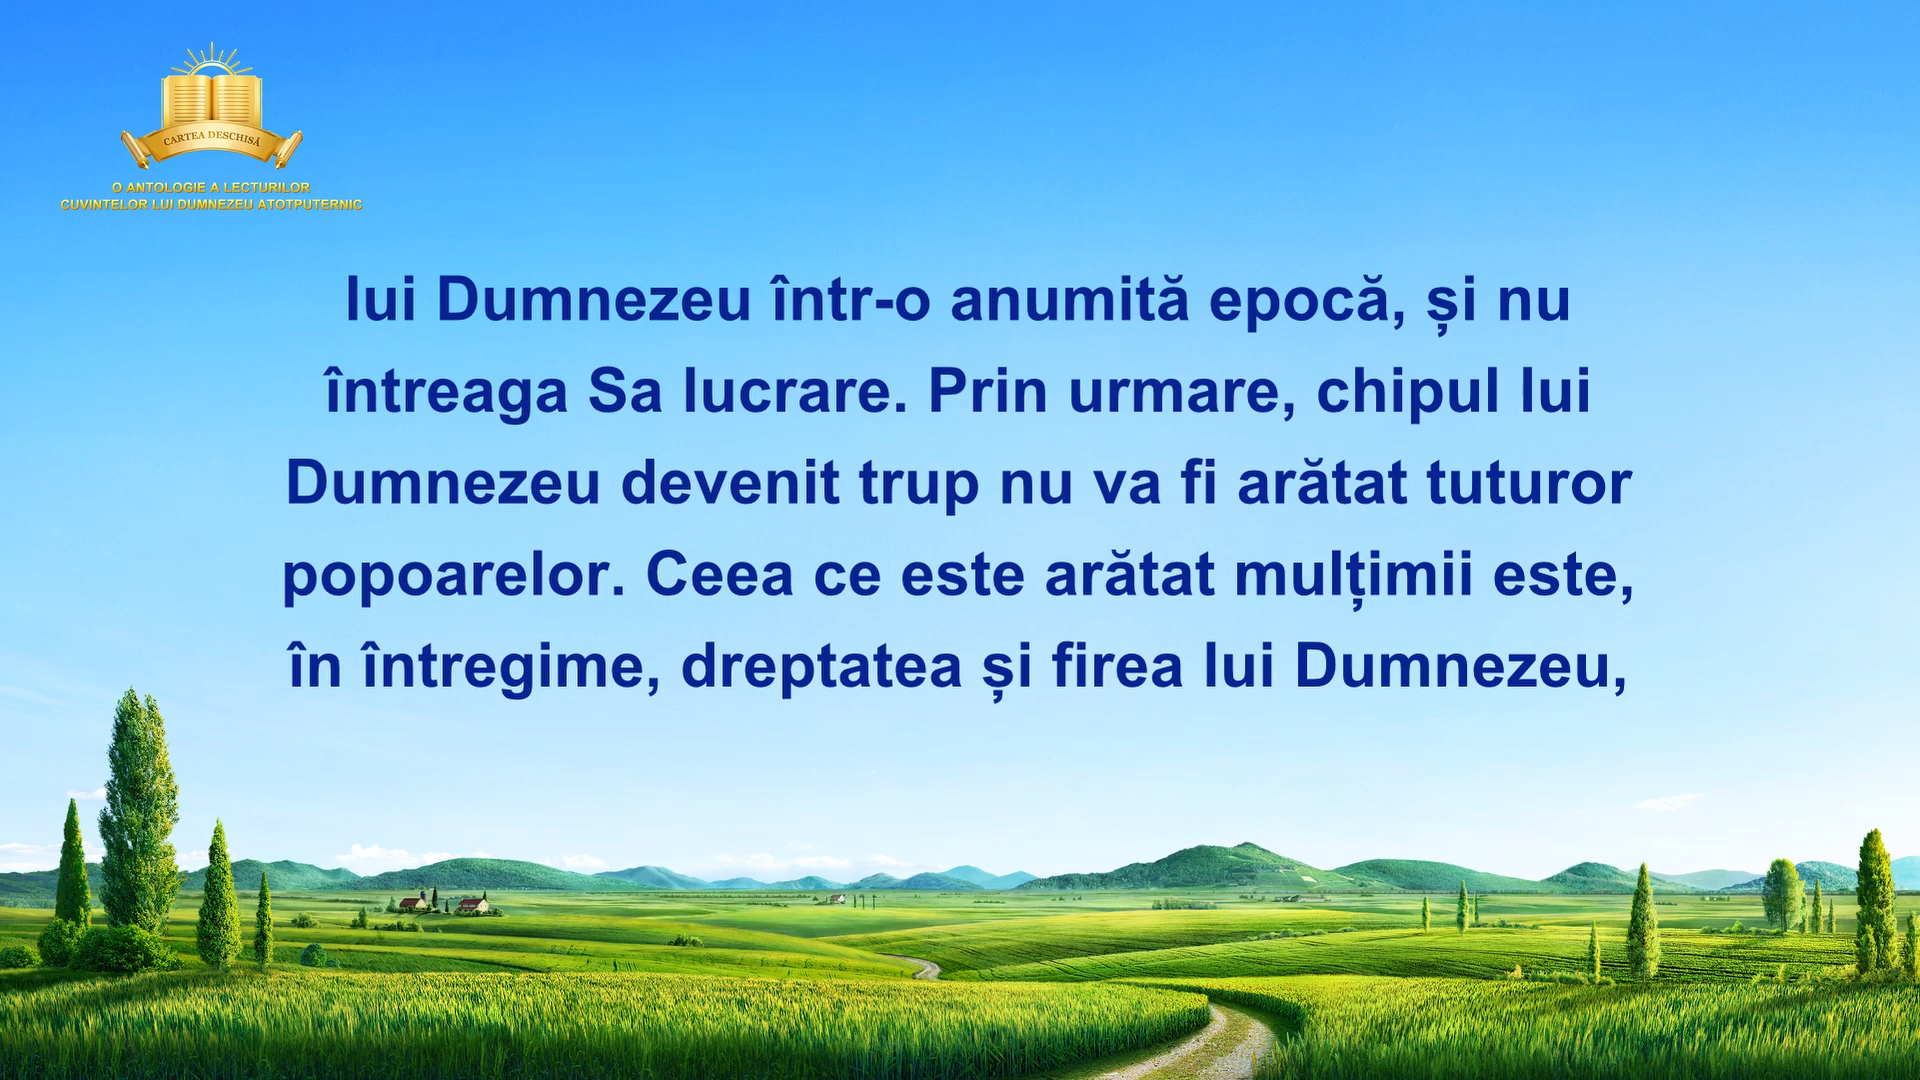 CARTEA DESCHISĂ
O ANTOLOGIE A LECTURILOR
CUVINTELOR LUI DUMNEZEU ATOTPUTERNIC
lui Dumnezeu într-o anumită epocă, și nu
întreaga Sa lucrare. Prin urmare, chipul lui
Dumnezeu devenit trup nu va fi arătat tuturor
popoarelor. Ceea ce este arătat mulțimii este,
în întregime, dreptatea și firea lui Dumnezeu,